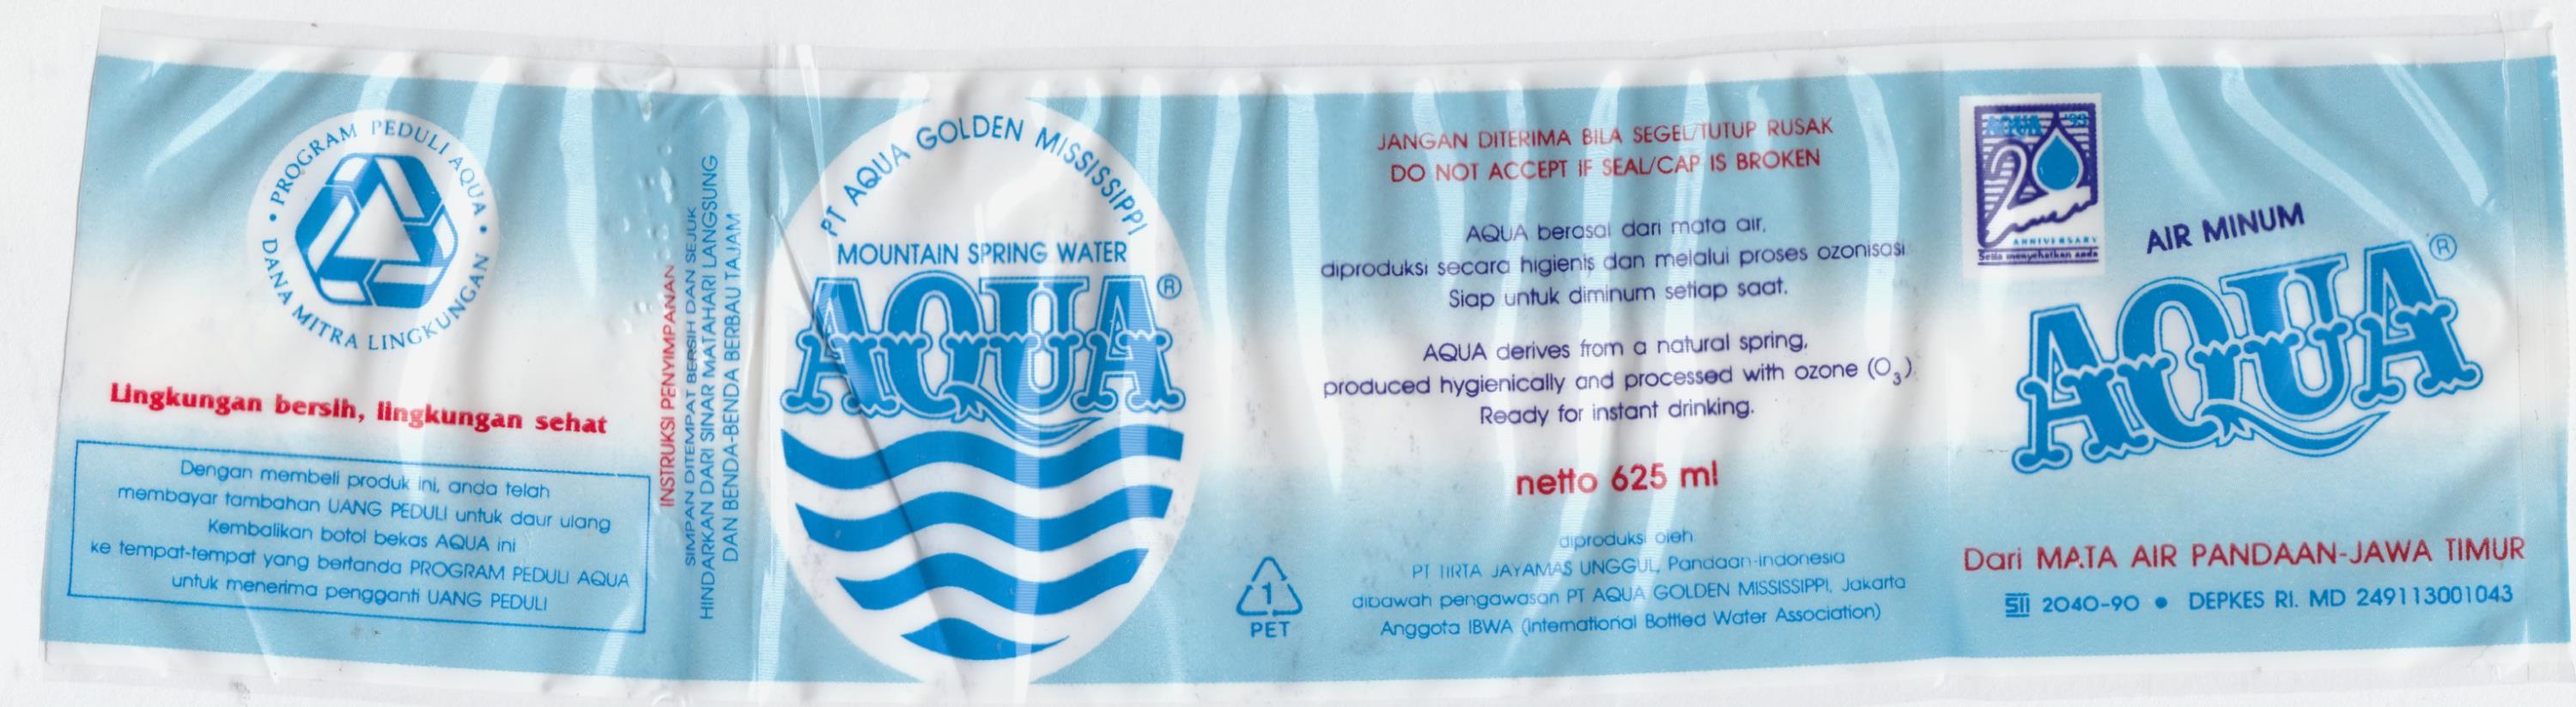 PROGRAM PEDULI AQUA
DANA MITRA LINGKUNGAN
Lingkungan bersih, lingkungan sehat
Dengan membeli produk ini, anda telah
membayar tambahan UANG PEDULI untuk daur ulang
Kembalikan botol bekas AQUA ini
ke tempat-tempat yang bertanda PROGRAM PEDULI AQUA
untuk menerima pengganti UANG PEDULI
INSTRUKSI PENYIMPANAN
SIMPAN DITEMPAT BERSIH DAN SEJUK
HINDARKAN DARI SINAR MATAHARI LANGSUNG
DAN BENDA-BENDA BERBAU TAJAM
PT AQUA GOLDEN MISSISSIPPI
MOUNTAIN SPRING WATER
AQUA®
JANGAN DITERIMA BILA SEGEL/TUTUP RUSAK
DO NOT ACCEPT IF SEAL/CAP IS BROKEN
AQUA berasal dari mata air,
diproduksi secara higienis dan melalui proses ozonisasi
Siap untuk diminum setiap saat.
AQUA derives from a natural spring,
produced hygienically and processed with ozone (O₃)
Ready for instant drinking.
netto 625 ml
1
PET
diproduksi oleh
PT TIRTA JAYAMAS UNGGUL, Pandaan-Indonesia
dibawah pengawasan PT AQUA GOLDEN MISSISSIPPI, Jakarta
Anggota IBWA (International Bottled Water Association)
AQUA '93
20
ANNIVERSARY
Setia menyehatkan anda
AIR MINUM
AQUA®
Dari MATA AIR PANDAAN-JAWA TIMUR
SII 2040-90 • DEPKES RI. MD 249113001043